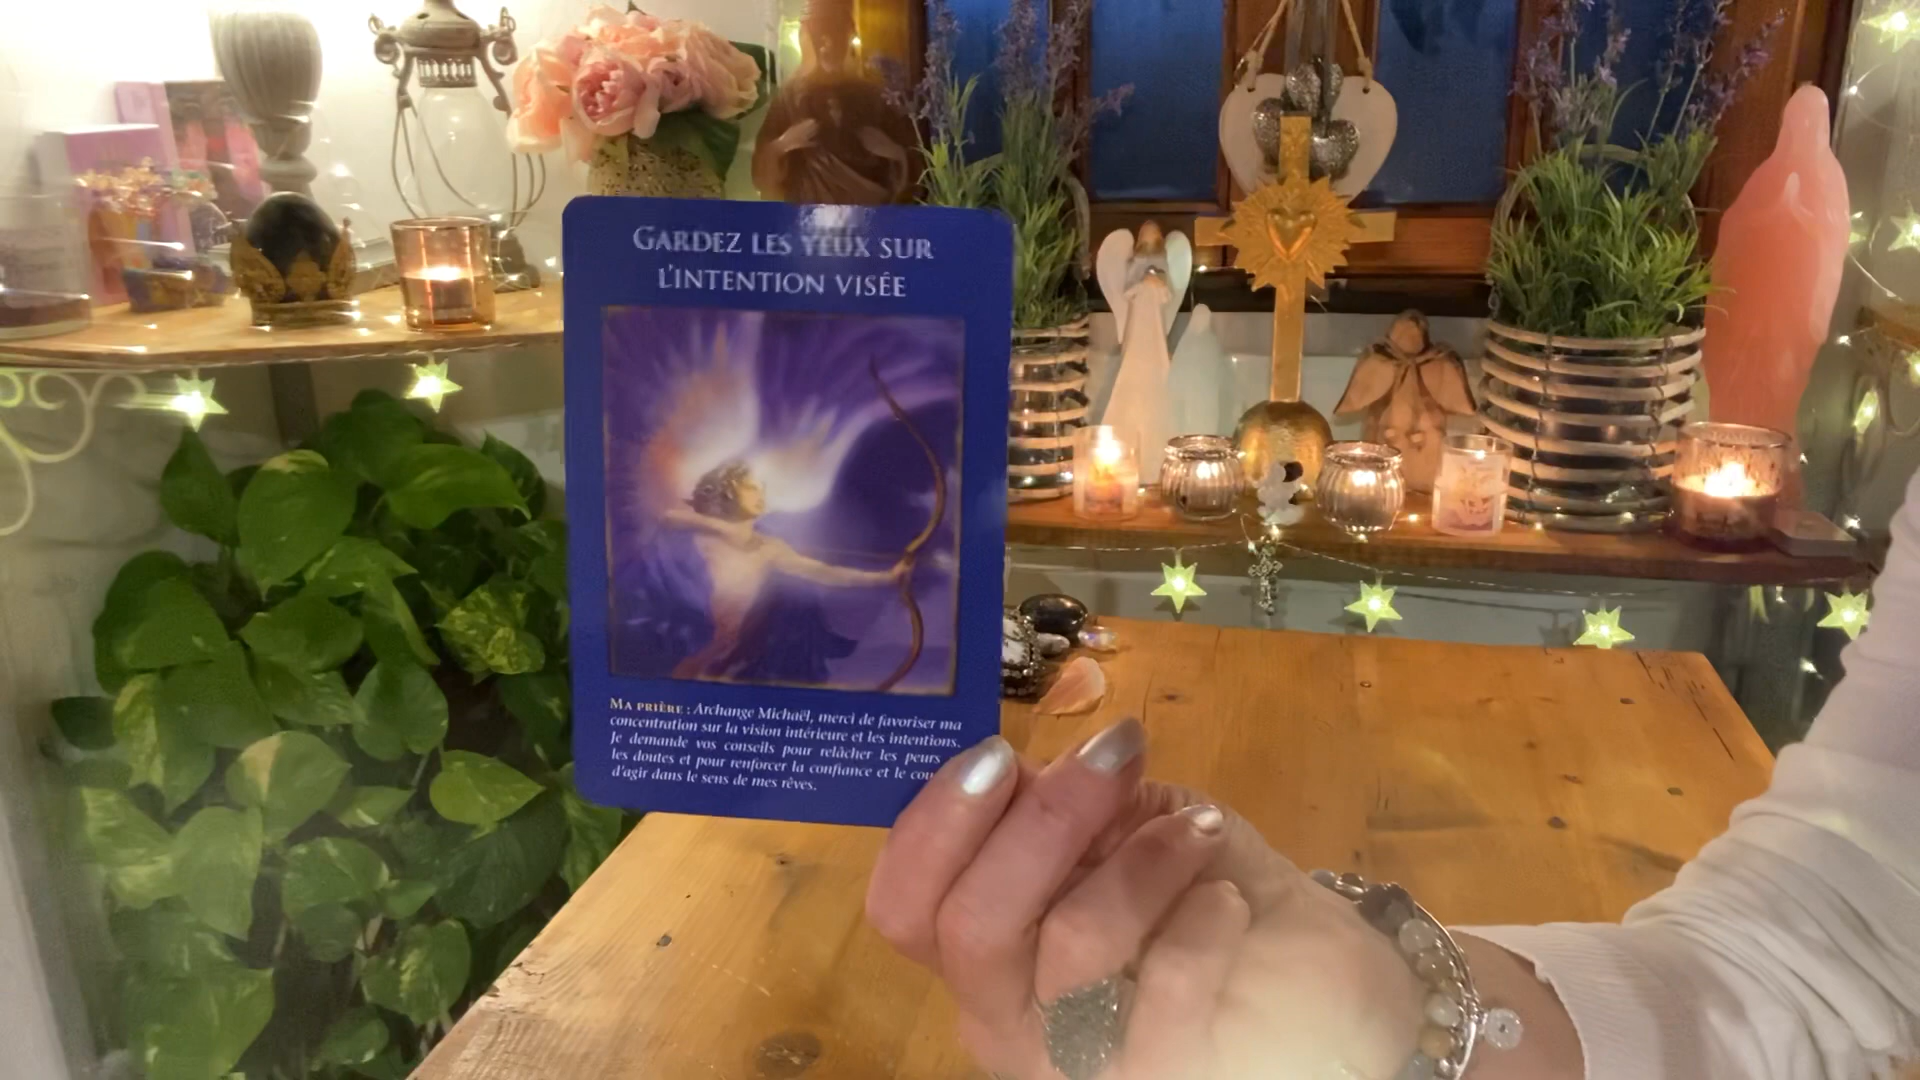 GARDEZ LES YEUX SUR
L'INTENTION VISÉE
MA PRIÈRE : Archange Michaël, merci de favoriser ma
concentration sur la vision intérieure et les intentions.
Je demande vos conseils pour relâcher les peurs
les doutes et pour renforcer la confiance et le
d'agir dans le sens de mes rêves.